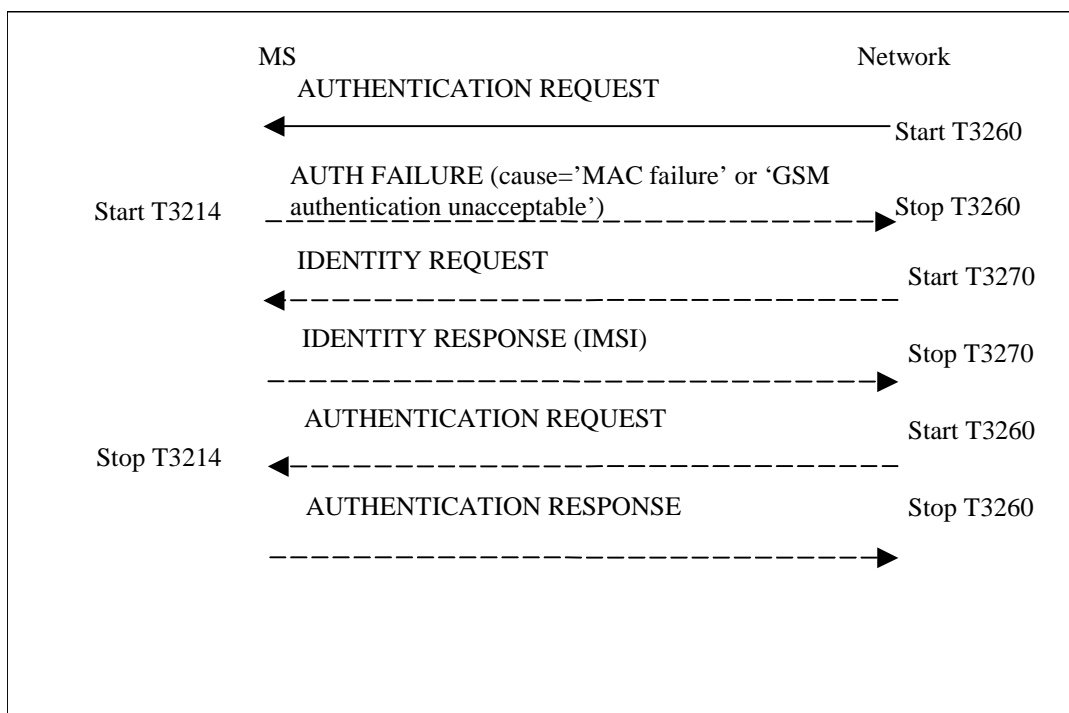 MS Network
AUTHENTICATION REQUEST
Start T3260
AUTH FAILURE (cause=’MAC failure’ or ‘GSM
authentication unacceptable’)
Start T3214
Stop T3260
IDENTITY REQUEST
Start T3270
IDENTITY RESPONSE (IMSI)
Stop T3270
AUTHENTICATION REQUEST
Start T3260
Stop T3214
AUTHENTICATION RESPONSE
Stop T3260